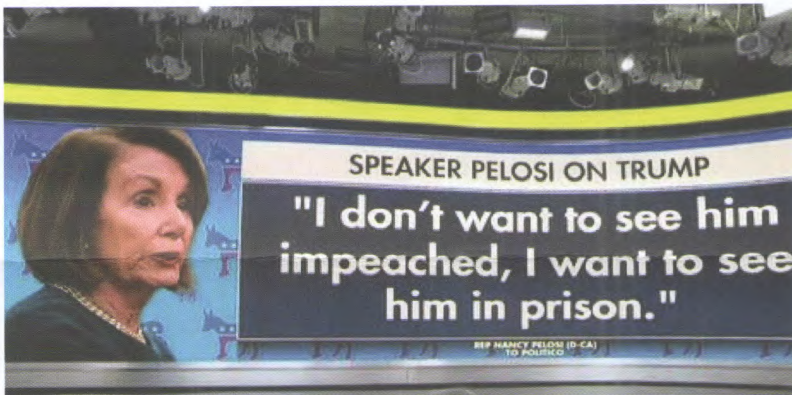 SPEAKER PELOSI ON TRUMP
"I don't want to see him
impeached, I want to see
him in prison."
REP NANCY PELOSI (D-CA)
TO POLITICO